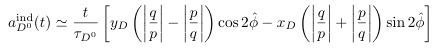 $a_{D^0}^{\mathrm{ind}}(t) \simeq \frac{t}{\tau_{D^0}} \left[ y_D \left( \left| \frac{q}{p} \right| - \left| \frac{p}{q} \right| \right) \cos 2\hat{\phi} - x_D \left( \left| \frac{q}{p} \right| + \left| \frac{p}{q} \right| \right) \sin 2\hat{\phi} \right]$